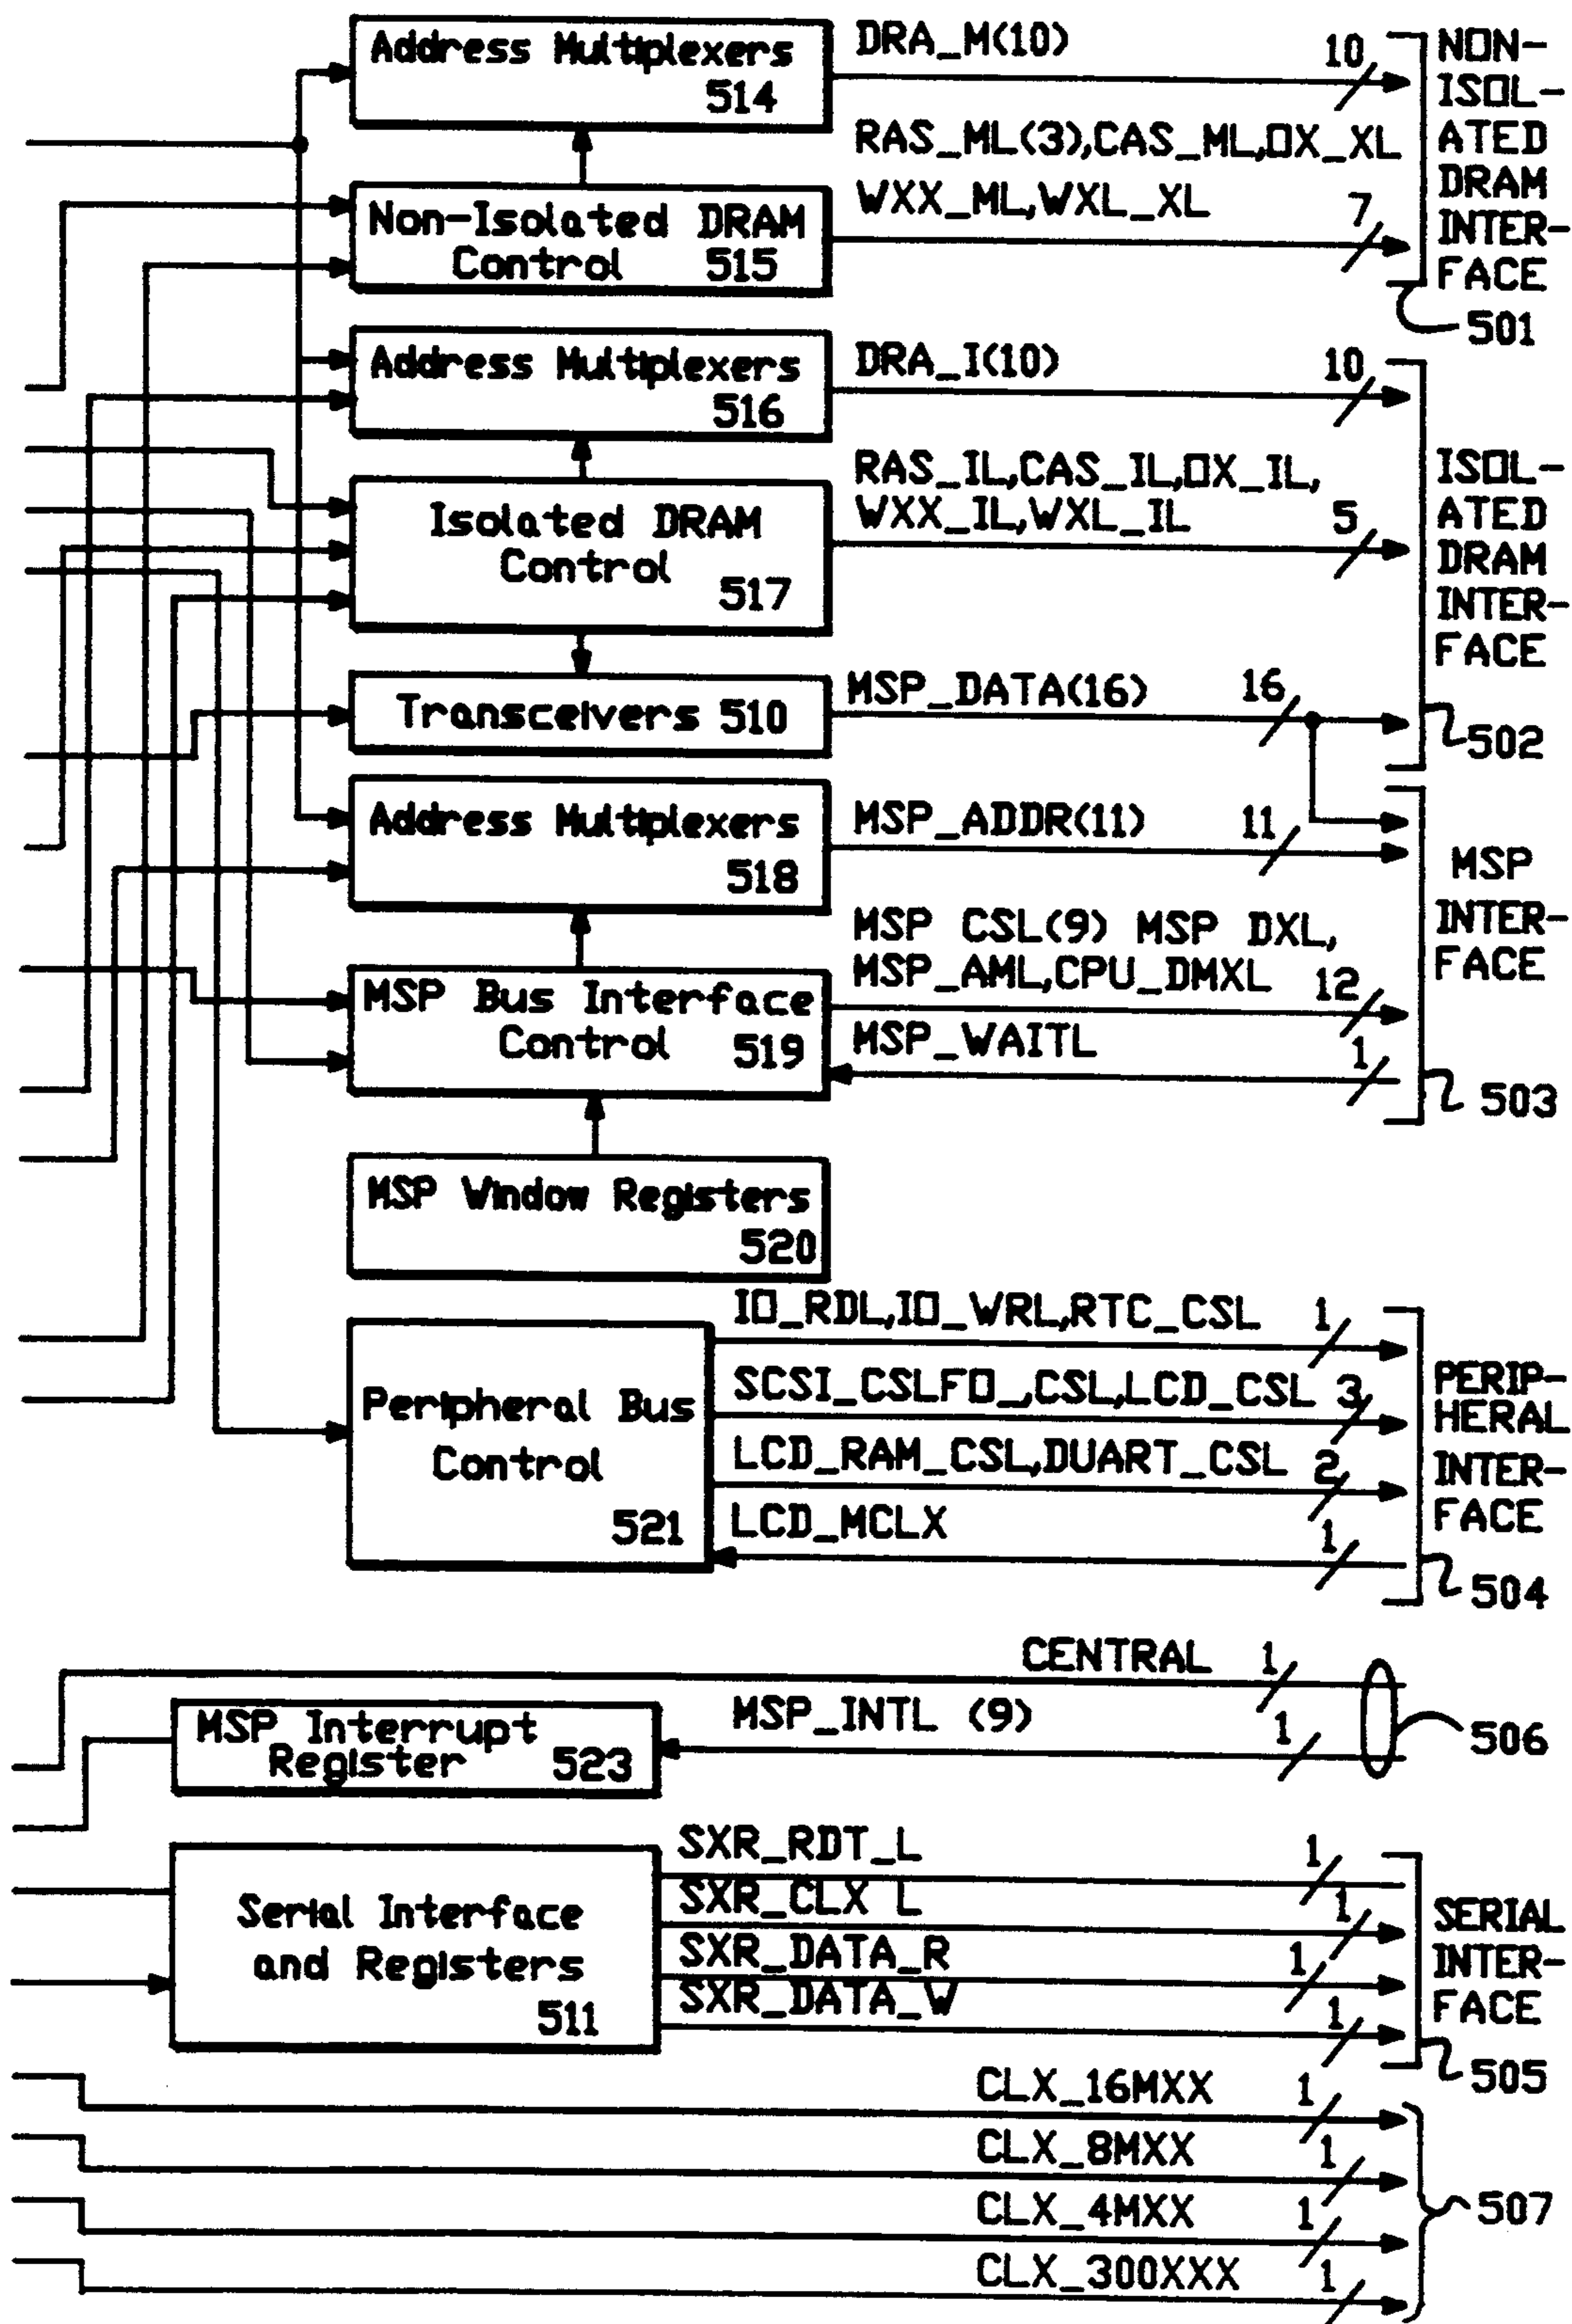 Address Multiplexers
514
DRA_M(10)
10
NON-
ISOL-
ATED
DRAM
INTER-
FACE
501
RAS_ML(3),CAS_ML,OX_XL
WXX_ML,WXL_XL
7
Non-Isolated DRAM
Control 515
Address Multiplexers
516
DRA_I(10)
10
ISOL-
ATED
DRAM
INTER-
FACE
502
RAS_IL,CAS_IL,OX_IL,
WXX_IL,WXL_IL
5
Isolated DRAM
Control
517
Transceivers 510
MSP_DATA(16)
16
Address Multiplexers
518
MSP_ADDR(11)
11
MSP
INTER-
FACE
503
MSP CSL(9) MSP DXL,
MSP_AML,CPU_DMXL
12
MSP Bus Interface
Control 519
MSP_WAITL
1
MSP Window Registers
520
Peripheral Bus
Control
521
IO_RDL,IO_WRL,RTC_CSL
1
SCSI_CSLFO_,CSL,LCD_CSL
3
LCD_RAM_CSL,DUART_CSL
2
LCD_MCLX
1
PERIP-
HERAL
INTER-
FACE
504
CENTRAL
1
MSP Interrupt
Register 523
MSP_INTL (9)
1
506
Serial Interface
and Registers
511
SXR_RDT_L
1
SXR_CLX L
1
SXR_DATA_R
1
SXR_DATA_W
1
SERIAL
INTER-
FACE
505
CLX_16MXX
1
CLX_8MXX
1
CLX_4MXX
1
CLX_300XXX
1
507